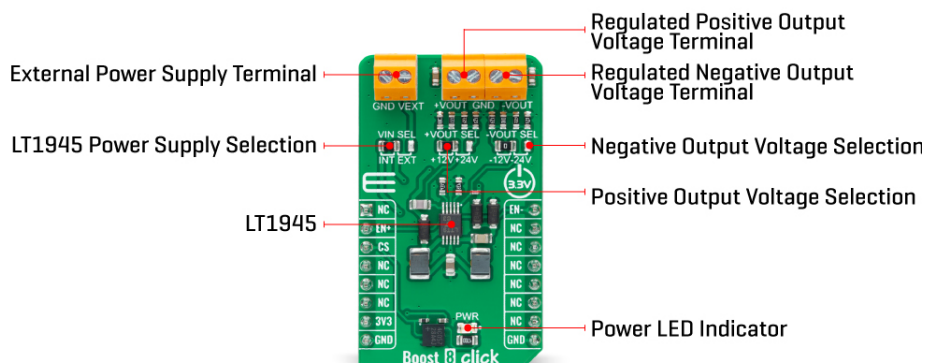 Regulated Positive Output
Voltage Terminal
External Power Supply Terminal
Regulated Negative Output
Voltage Terminal
GND VEXT
+VOUT GND -VOUT
LT1945 Power Supply Selection
VIN SEL
+VOUT SEL
-VOUT SEL
Negative Output Voltage Selection
INT EXT
+12V+24V
-12V-24V
3.3V
Positive Output Voltage Selection
LT1945
NC
EN+
CS
NC
NC
NC
3V3
GND
EN-
NC
NC
NC
NC
NC
NC
GND
PWR
Power LED Indicator
Boost 8 click